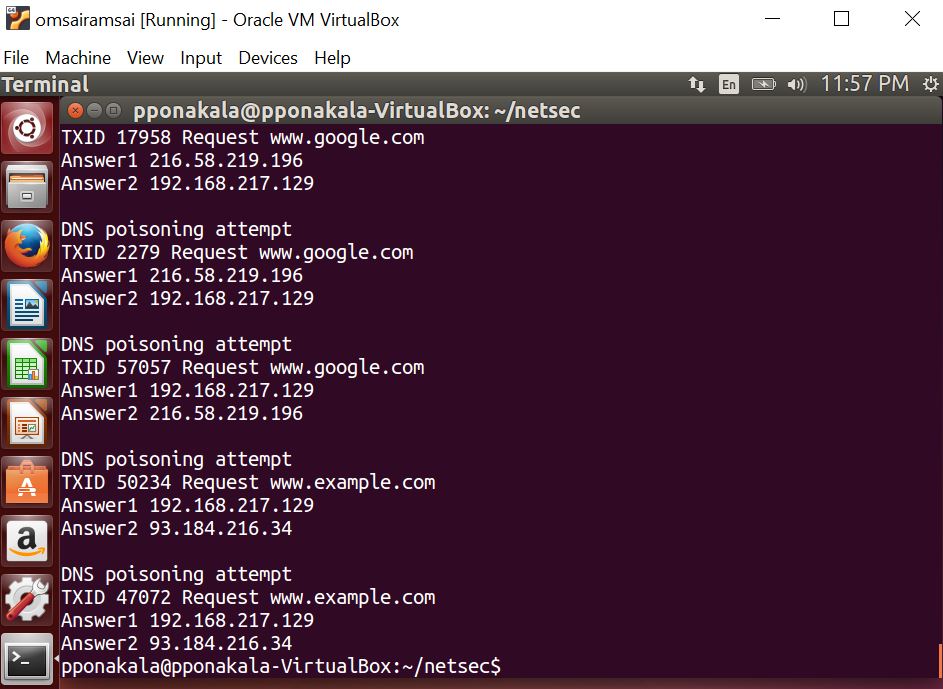 omsairamsai [Running] - Oracle VM VirtualBox
File Machine View Input Devices Help
Terminal En 11:57 PM
pponakala@pponakala-VirtualBox: ~/netsec
TXID 17958 Request www.google.com
Answer1 216.58.219.196
Answer2 192.168.217.129
DNS poisoning attempt
TXID 2279 Request www.google.com
Answer1 216.58.219.196
Answer2 192.168.217.129
DNS poisoning attempt
TXID 57057 Request www.google.com
Answer1 192.168.217.129
Answer2 216.58.219.196
DNS poisoning attempt
TXID 50234 Request www.example.com
Answer1 192.168.217.129
Answer2 93.184.216.34
DNS poisoning attempt
TXID 47072 Request www.example.com
Answer1 192.168.217.129
Answer2 93.184.216.34
pponakala@pponakala-VirtualBox:~/netsec$